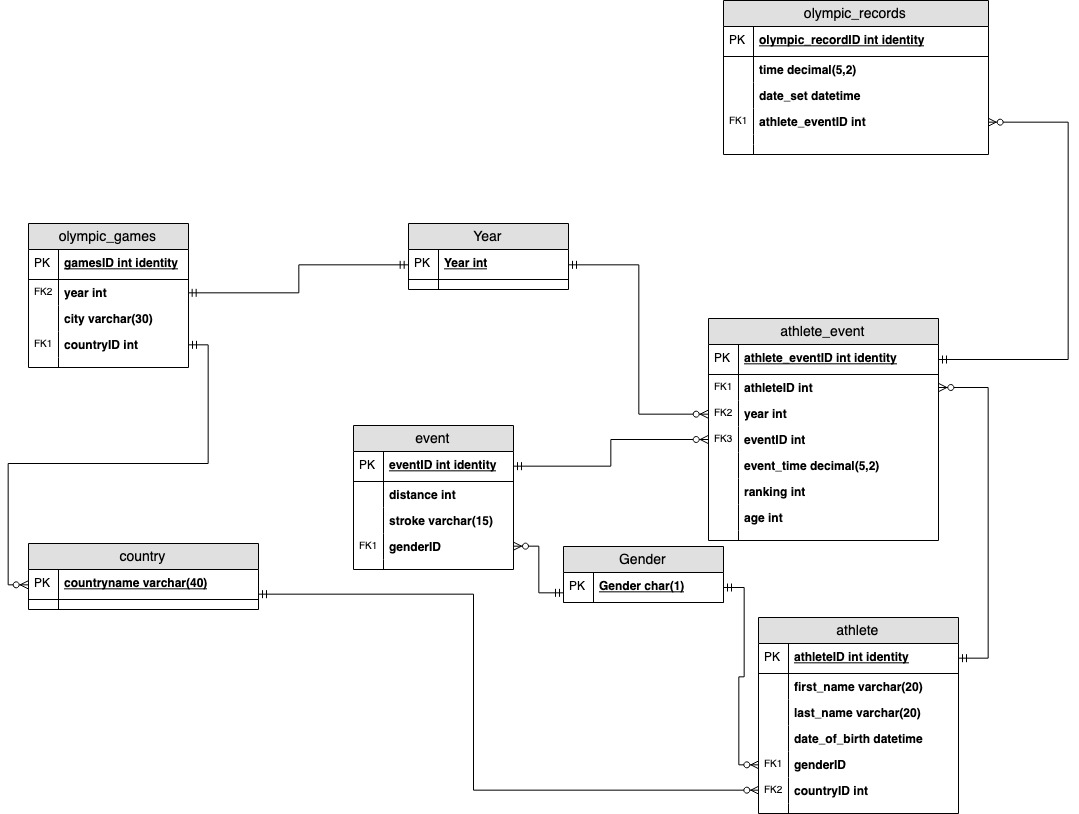 olympic_records
PK olympic_recordID int identity
time decimal(5,2)
date_set datetime
FK1 athlete_eventID int
olympic_games
PK gamesID int identity
FK2 year int
city varchar(30)
FK1 countryID int
Year
PK Year int
athlete_event
PK athlete_eventID int identity
FK1 athleteID int
FK2 year int
FK3 eventID int
event_time decimal(5,2)
ranking int
age int
event
PK eventID int identity
distance int
stroke varchar(15)
FK1 genderID
country
PK countryname varchar(40)
Gender
PK Gender char(1)
athlete
PK athleteID int identity
first_name varchar(20)
last_name varchar(20)
date_of_birth datetime
FK1 genderID
FK2 countryID int